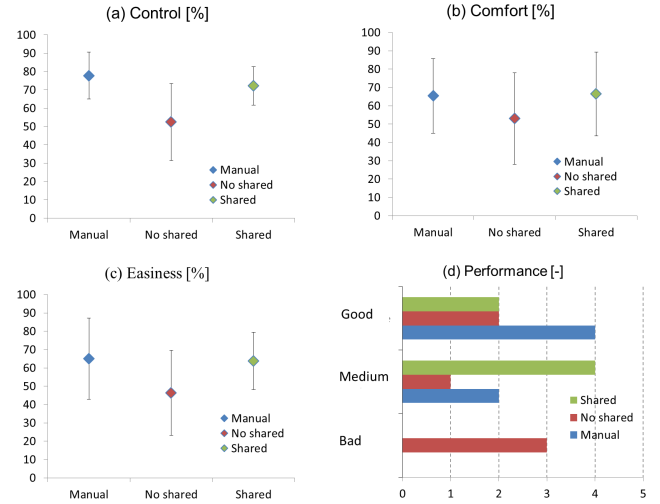 (a) Control [%]
100
90
80
70
60
50
40
30
20
10
0
Manual
No shared
Shared
Manual No shared Shared
(b) Comfort [%]
100
90
80
70
60
50
40
30
20
10
0
Manual
No shared
Shared
Manual No shared Shared
(c) Easiness [%]
100
90
80
70
60
50
40
30
20
10
0
Manual
No shared
Shared
Manual No shared Shared
(d) Performance [-]
Good
Medium
Bad
Shared
No shared
Manual
0 1 2 3 4 5